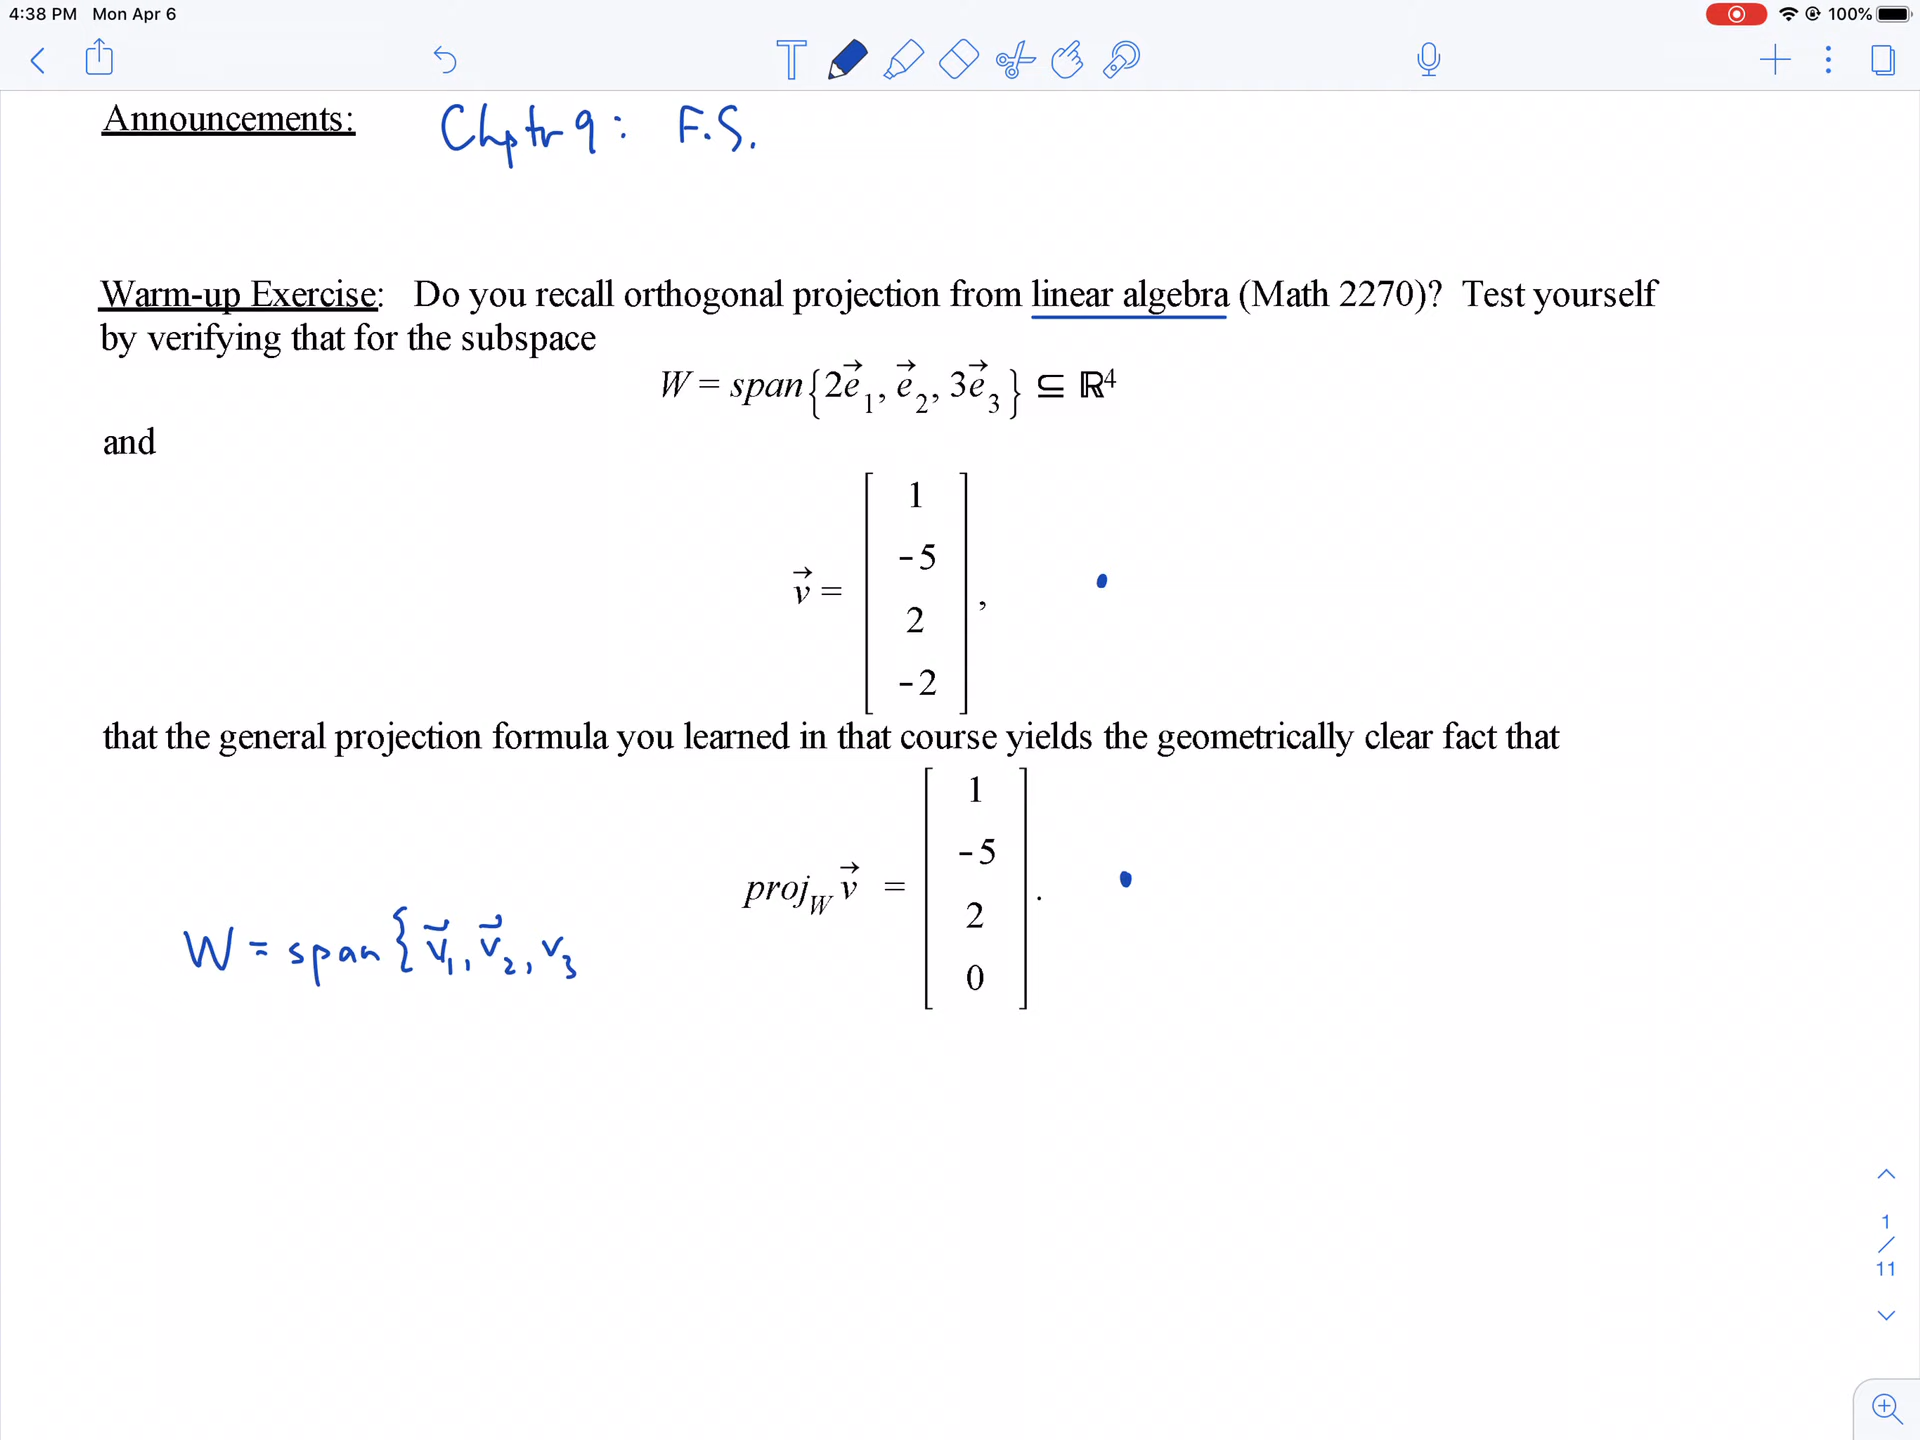 4:38 PM Mon Apr 6 100%
T
Announcements: Chptr 9: F.S.
Warm-up Exercise: Do you recall orthogonal projection from linear algebra (Math 2270)? Test yourself
by verifying that for the subspace
W = span{2e⃗₁, e⃗₂, 3e⃗₃} ⊆ ℝ⁴
and
v⃗ = [1
-5
2
-2],
that the general projection formula you learned in that course yields the geometrically clear fact that
proj_W v⃗ = [1
-5
2
0].
W = span{v⃗₁, v⃗₂, v₃
1
/
11